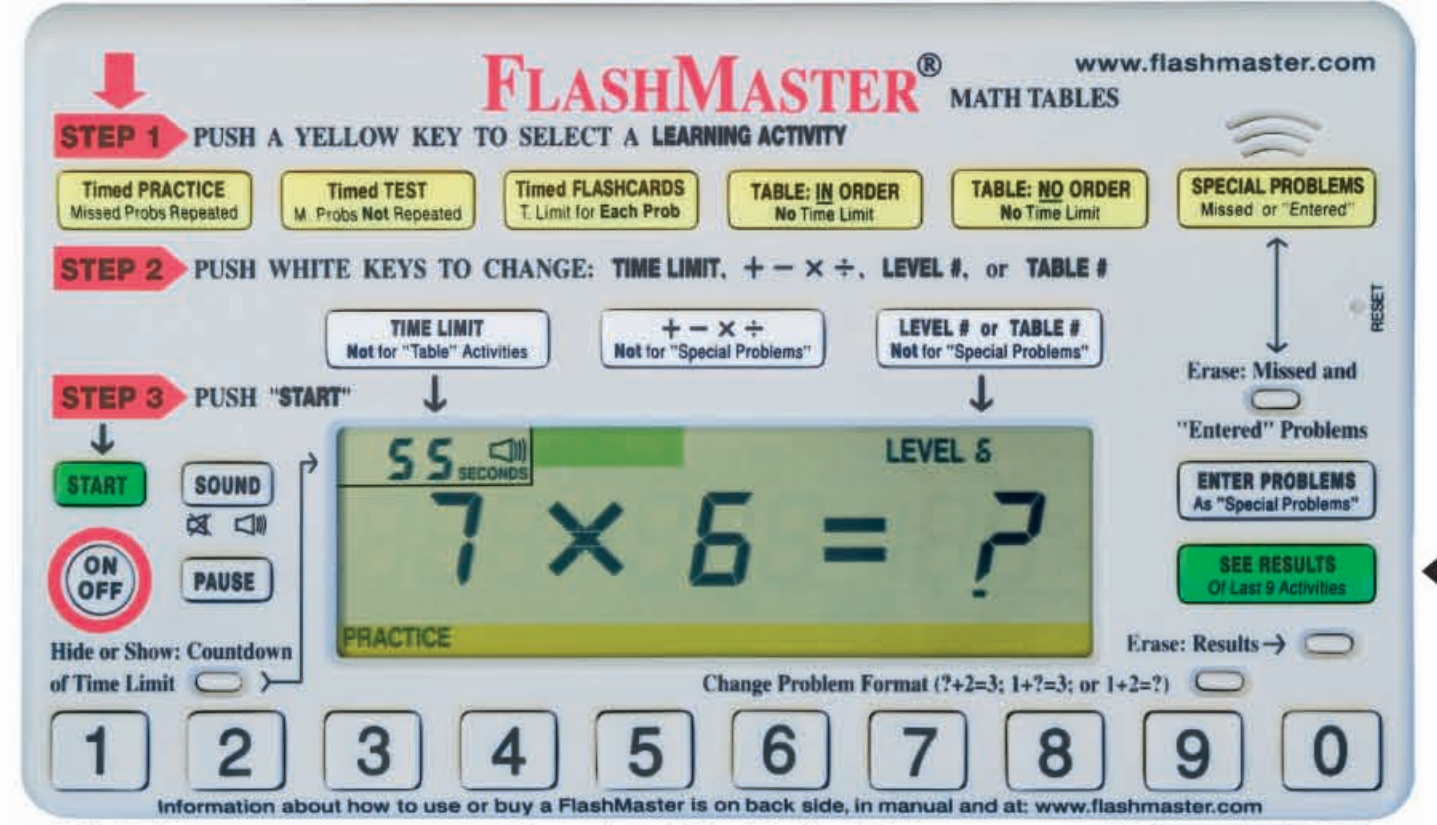 FLASHMASTER®
www.flashmaster.com
MATH TABLES
STEP 1 PUSH A YELLOW KEY TO SELECT A LEARNING ACTIVITY
Timed PRACTICE
Missed Probs Repeated
Timed TEST
M. Probs Not Repeated
Timed FLASHCARDS
T. Limit for Each Prob
TABLE: IN ORDER
No Time Limit
TABLE: NO ORDER
No Time Limit
SPECIAL PROBLEMS
Missed or "Entered"
STEP 2 PUSH WHITE KEYS TO CHANGE: TIME LIMIT, + − × ÷, LEVEL #, or TABLE #
RESET
TIME LIMIT
Not for "Table" Activities
+ − × ÷
Not for "Special Problems"
LEVEL # or TABLE #
Not for "Special Problems"
Erase: Missed and
"Entered" Problems
STEP 3 PUSH "START"
START
SOUND
ON
OFF
PAUSE
Hide or Show: Countdown
of Time Limit
55 SECONDS
LEVEL
7 × 6 = ?
PRACTICE
ENTER PROBLEMS
As "Special Problems"
SEE RESULTS
Of Last 9 Activities
Erase: Results→
Change Problem Format (?+2=3; 1+?=3; or 1+2=?)
1 2 3 4 5 6 7 8 9 0
Information about how to use or buy a FlashMaster is on back side, in manual and at: www.flashmaster.com